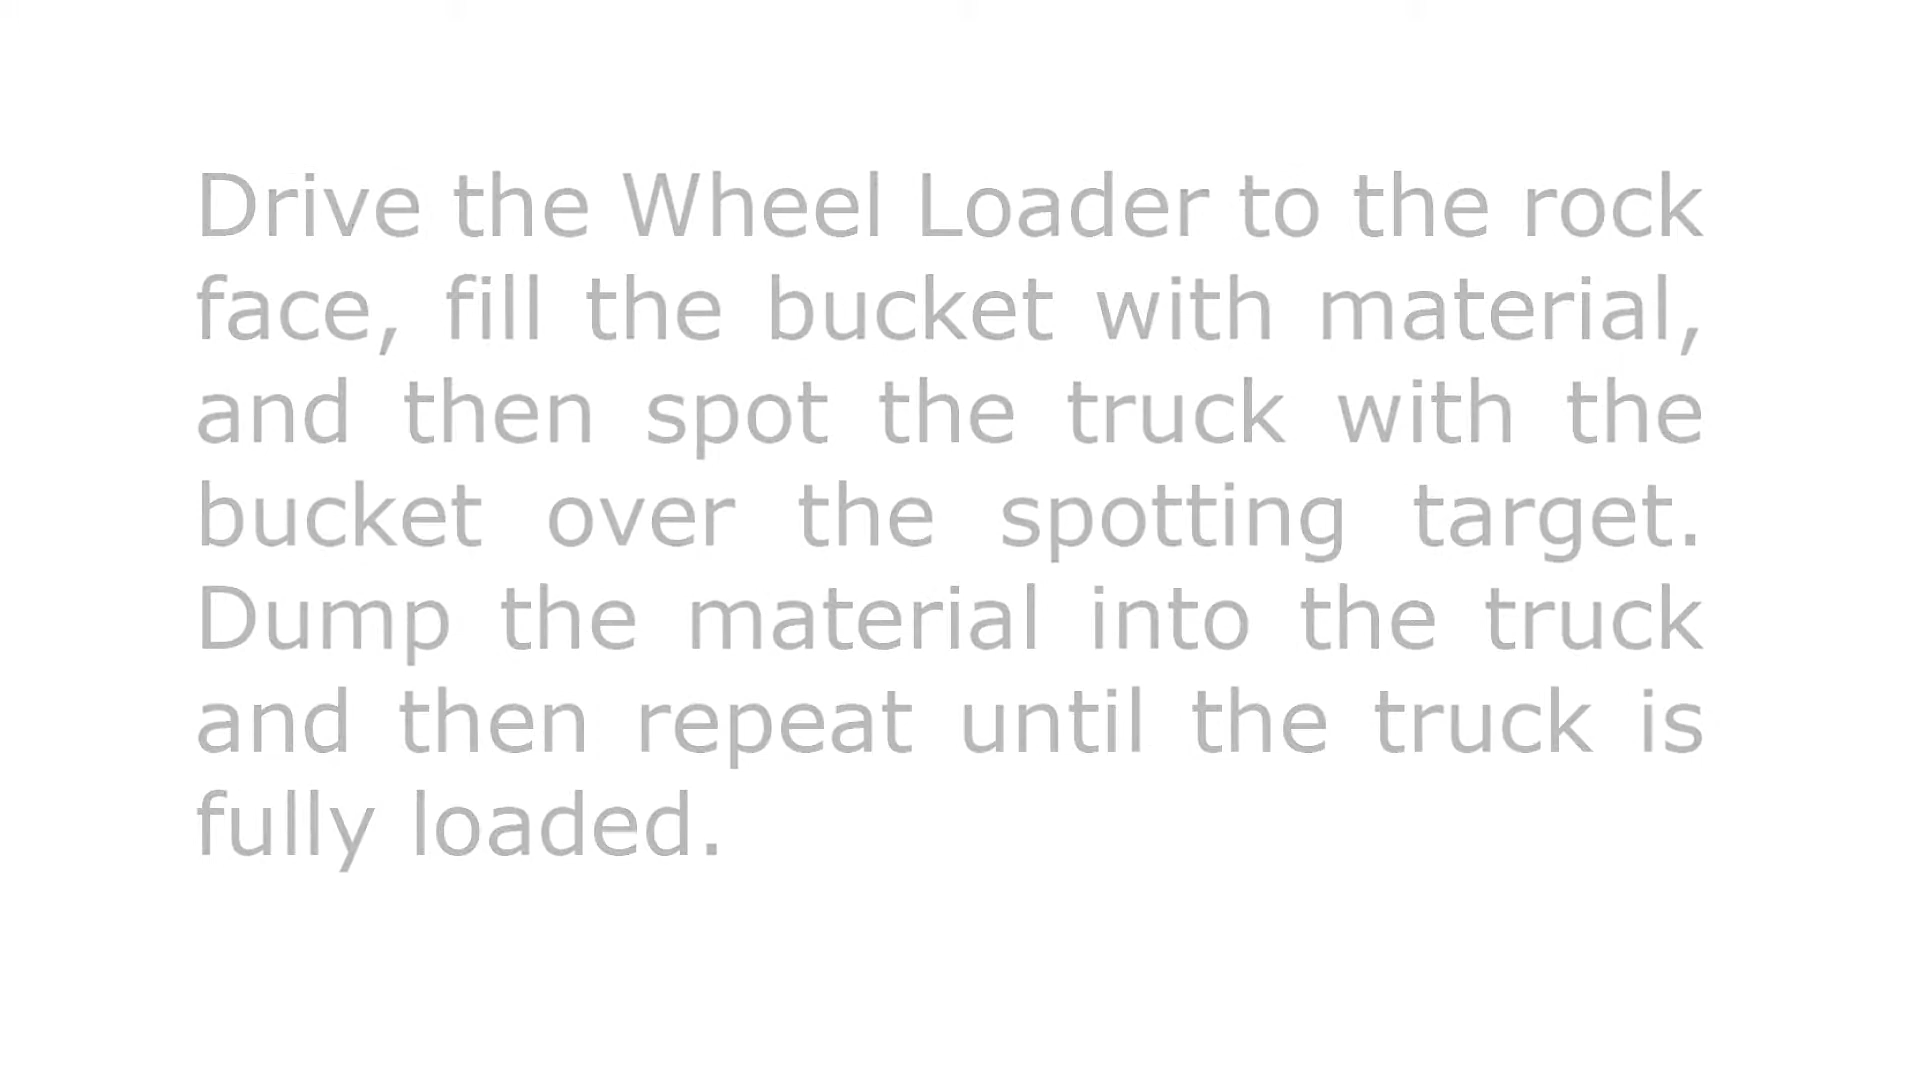 Drive the Wheel Loader to the rock
face, fill the bucket with material,
and then spot the truck with the
bucket over the spotting target.
Dump the material into the truck
and then repeat until the truck is
fully loaded.